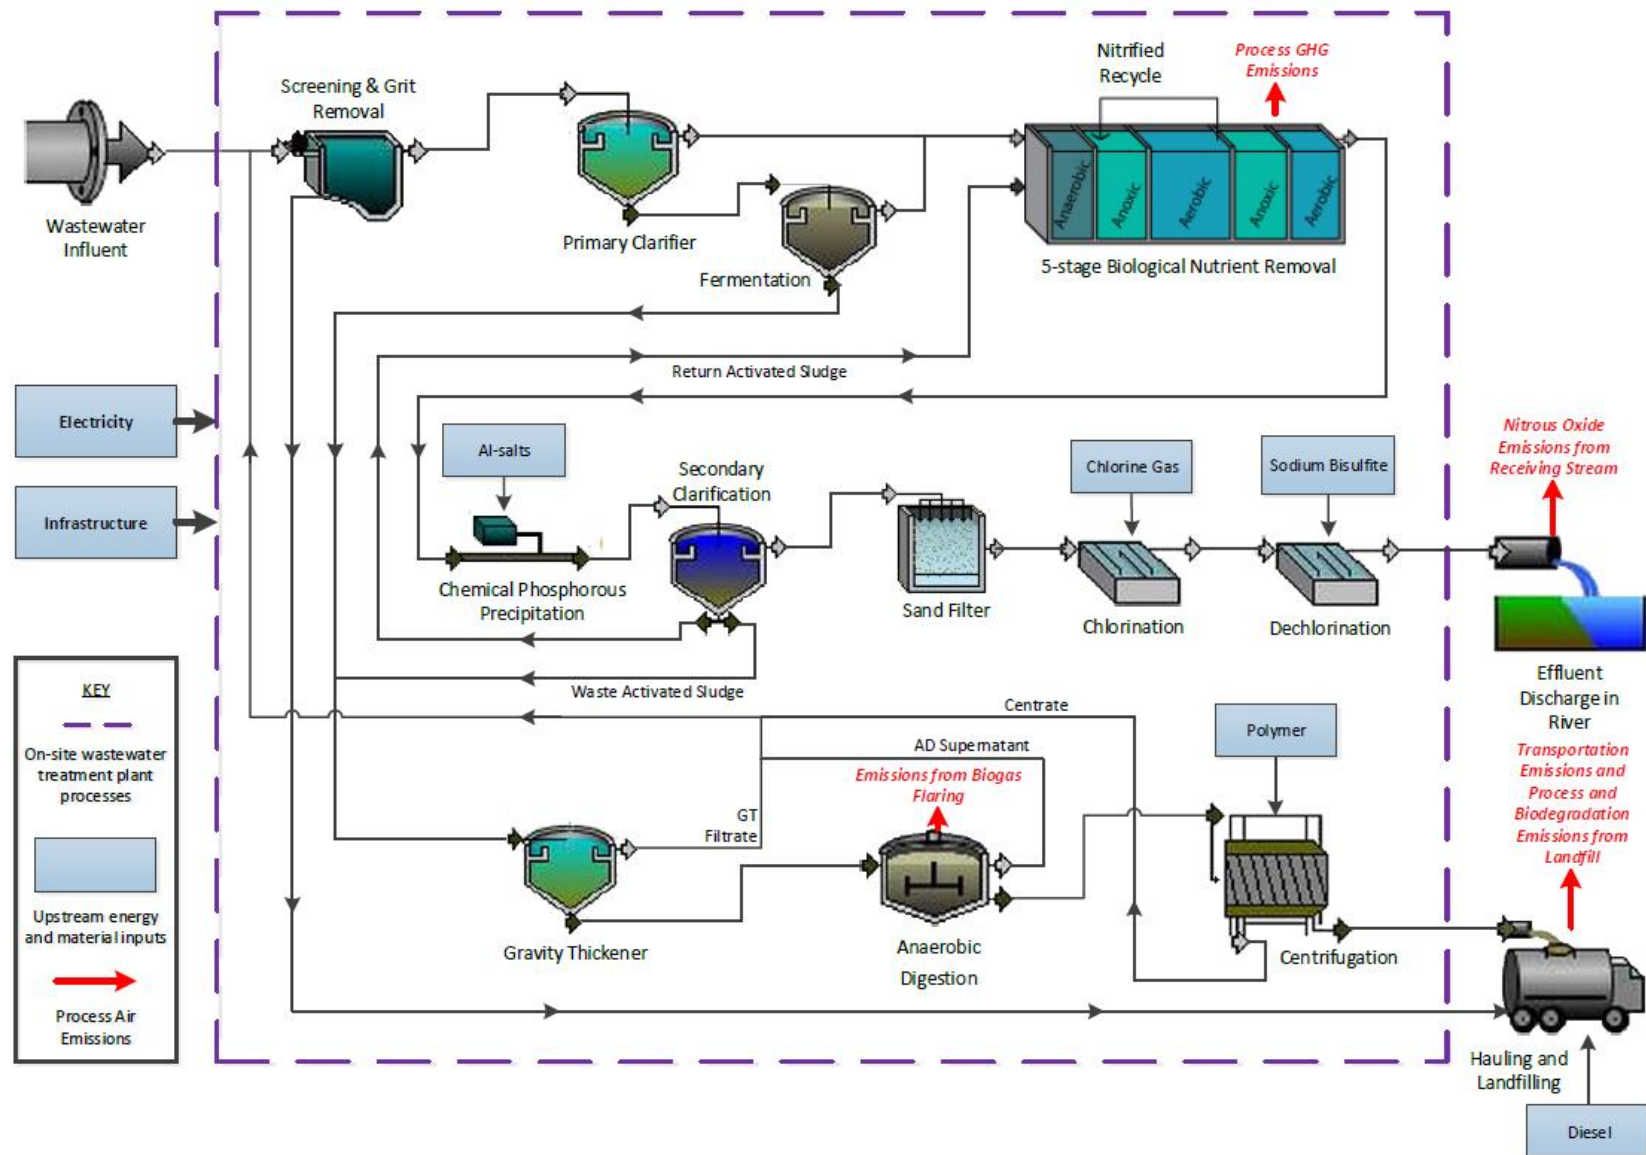 Screening & Grit
Removal
Nitrified
Recycle
Process GHG
Emissions
Wastewater
Influent
Primary Clarifier
Fermentation
Anaerobic
Anoxic
Aerobic
Anoxic
Aerobic
5-stage Biological Nutrient Removal
Return Activated Sludge
Electricity
Infrastructure
Al-salts
Secondary
Clarification
Chlorine Gas
Sodium Bisulfite
Nitrous Oxide
Emissions from
Receiving Stream
Chemical Phosphorous
Precipitation
Sand Filter
Chlorination
Dechlorination
Effluent
Discharge in
River
Waste Activated Sludge
Centrate
AD Supernatant
Polymer
Emissions from Biogas
Flaring
GT
Filtrate
Transportation
Emissions and
Process and
Biodegradation
Emissions from
Landfill
Gravity Thickener
Anaerobic
Digestion
Centrifugation
Hauling and
Landfilling
Diesel
KEY
On-site wastewater
treatment plant
processes
Upstream energy
and material inputs
Process Air
Emissions